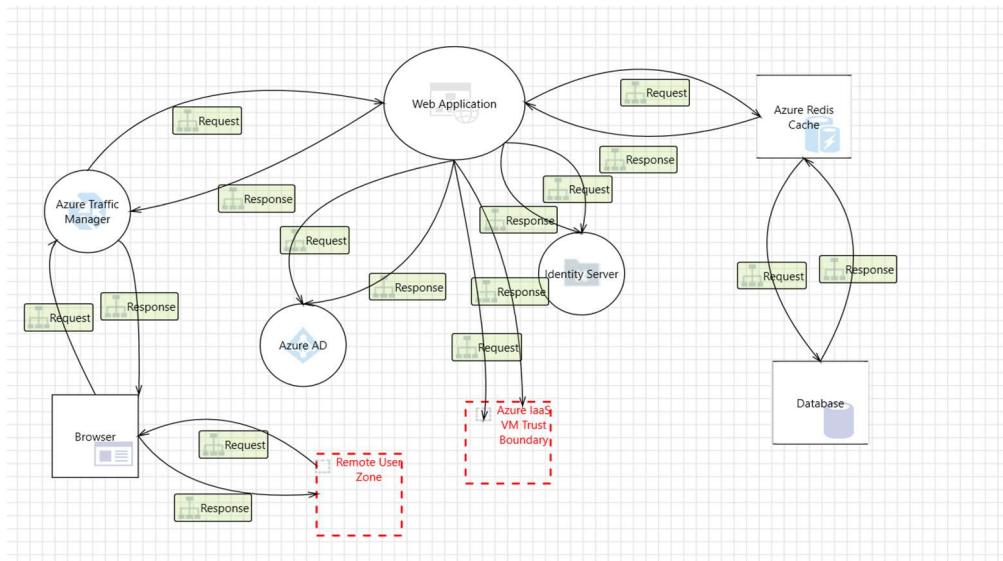 Web Application
Request
Azure Redis
Cache
Request
Response
Request
Response
Response
Azure Traffic
Manager
Request
Response
Request
Identity Server
Request
Response
Response
Response
Request
Response
Request
Azure AD
Azure IaaS
VM Trust
Boundary
Database
Browser
Request
Remote User
Zone
Response